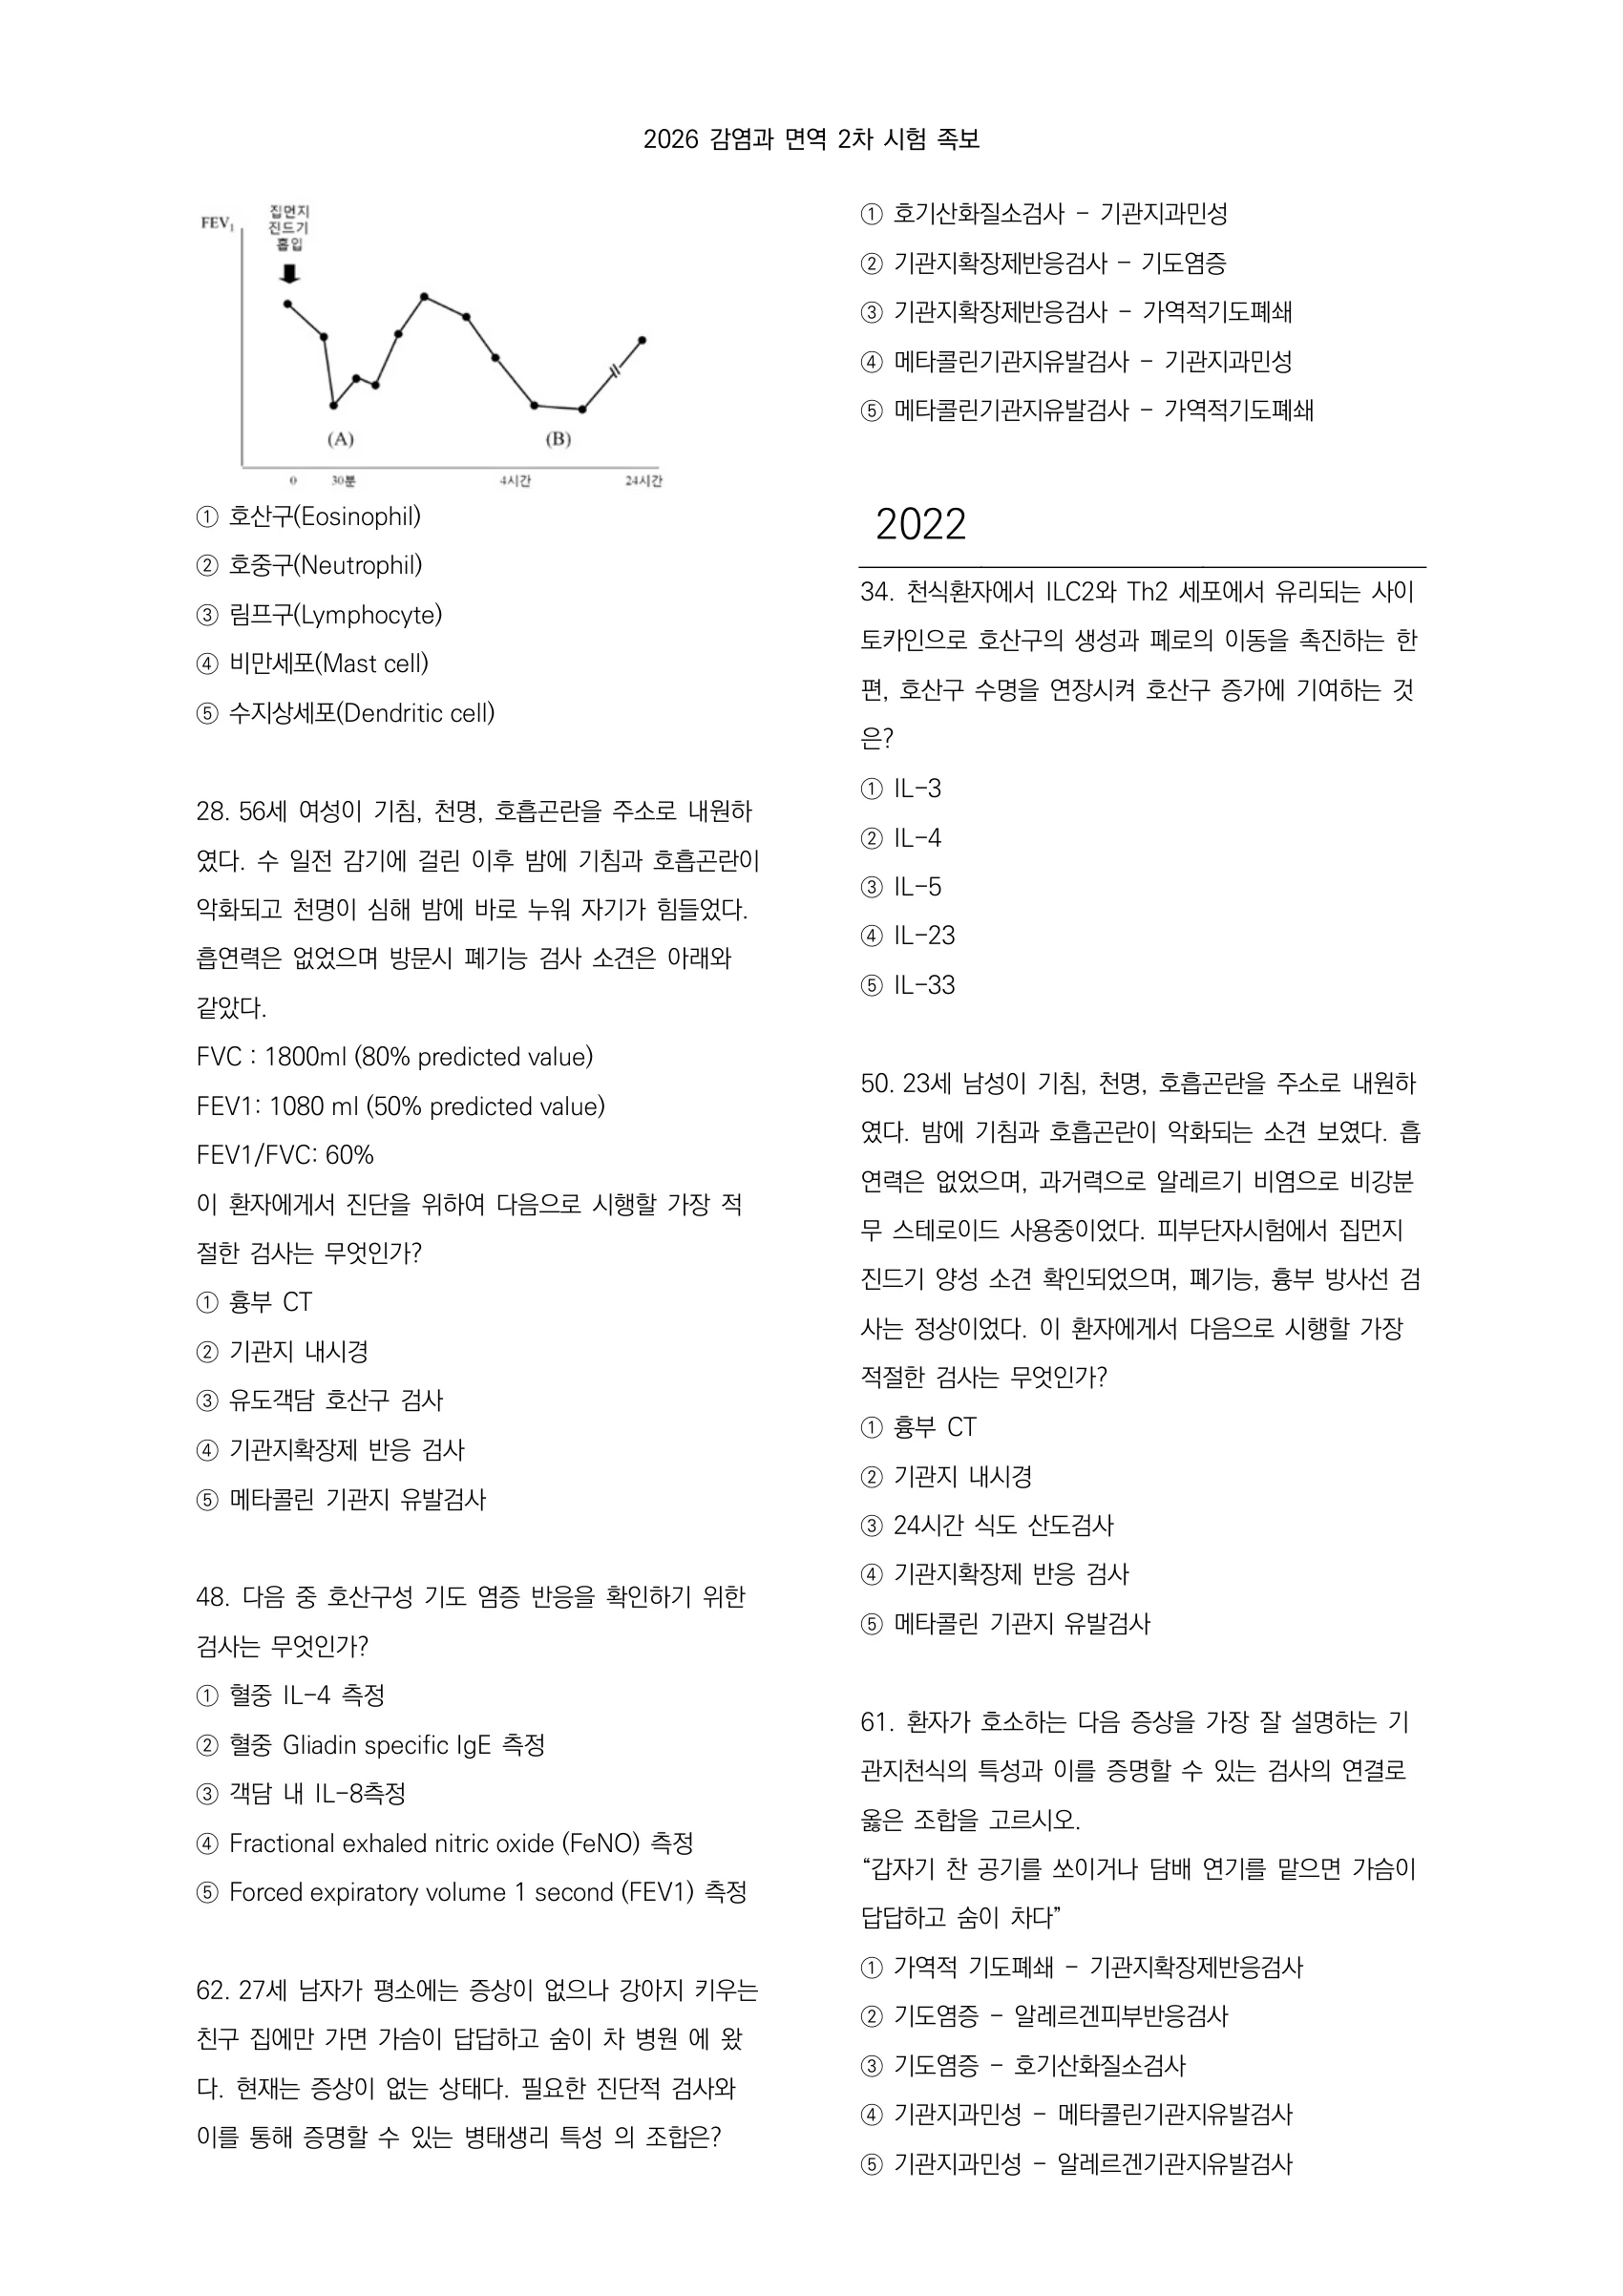 2026 감염과 면역 2차 시험 족보
FEV1
집먼지
진드기
흡입
(A)
(B)
0 30분 4시간 24시간
① 호산구(Eosinophil)
② 호중구(Neutrophil)
③ 림프구(Lymphocyte)
④ 비만세포(Mast cell)
⑤ 수지상세포(Dendritic cell)
28. 56세 여성이 기침, 천명, 호흡곤란을 주소로 내원하
였다. 수 일전 감기에 걸린 이후 밤에 기침과 호흡곤란이
악화되고 천명이 심해 밤에 바로 누워 자기가 힘들었다.
흡연력은 없었으며 방문시 폐기능 검사 소견은 아래와
같았다.
FVC : 1800ml (80% predicted value)
FEV1: 1080 ml (50% predicted value)
FEV1/FVC: 60%
이 환자에게서 진단을 위하여 다음으로 시행할 가장 적
절한 검사는 무엇인가?
① 흉부 CT
② 기관지 내시경
③ 유도객담 호산구 검사
④ 기관지확장제 반응 검사
⑤ 메타콜린 기관지 유발검사
48. 다음 중 호산구성 기도 염증 반응을 확인하기 위한
검사는 무엇인가?
① 혈중 IL-4 측정
② 혈중 Gliadin specific IgE 측정
③ 객담 내 IL-8측정
④ Fractional exhaled nitric oxide (FeNO) 측정
⑤ Forced expiratory volume 1 second (FEV1) 측정
62. 27세 남자가 평소에는 증상이 없으나 강아지 키우는
친구 집에만 가면 가슴이 답답하고 숨이 차 병원 에 왔
다. 현재는 증상이 없는 상태다. 필요한 진단적 검사와
이를 통해 증명할 수 있는 병태생리 특성 의 조합은?
① 호기산화질소검사 - 기관지과민성
② 기관지확장제반응검사 - 기도염증
③ 기관지확장제반응검사 - 가역적기도폐쇄
④ 메타콜린기관지유발검사 - 기관지과민성
⑤ 메타콜린기관지유발검사 - 가역적기도폐쇄
2022
34. 천식환자에서 ILC2와 Th2 세포에서 유리되는 사이
토카인으로 호산구의 생성과 폐로의 이동을 촉진하는 한
편, 호산구 수명을 연장시켜 호산구 증가에 기여하는 것
은?
① IL-3
② IL-4
③ IL-5
④ IL-23
⑤ IL-33
50. 23세 남성이 기침, 천명, 호흡곤란을 주소로 내원하
였다. 밤에 기침과 호흡곤란이 악화되는 소견 보였다. 흡
연력은 없었으며, 과거력으로 알레르기 비염으로 비강분
무 스테로이드 사용중이었다. 피부단자시험에서 집먼지
진드기 양성 소견 확인되었으며, 폐기능, 흉부 방사선 검
사는 정상이었다. 이 환자에게서 다음으로 시행할 가장
적절한 검사는 무엇인가?
① 흉부 CT
② 기관지 내시경
③ 24시간 식도 산도검사
④ 기관지확장제 반응 검사
⑤ 메타콜린 기관지 유발검사
61. 환자가 호소하는 다음 증상을 가장 잘 설명하는 기
관지천식의 특성과 이를 증명할 수 있는 검사의 연결로
옳은 조합을 고르시오.
“갑자기 찬 공기를 쏘이거나 담배 연기를 맡으면 가슴이
답답하고 숨이 차다”
① 가역적 기도폐쇄 - 기관지확장제반응검사
② 기도염증 - 알레르겐피부반응검사
③ 기도염증 - 호기산화질소검사
④ 기관지과민성 - 메타콜린기관지유발검사
⑤ 기관지과민성 - 알레르겐기관지유발검사